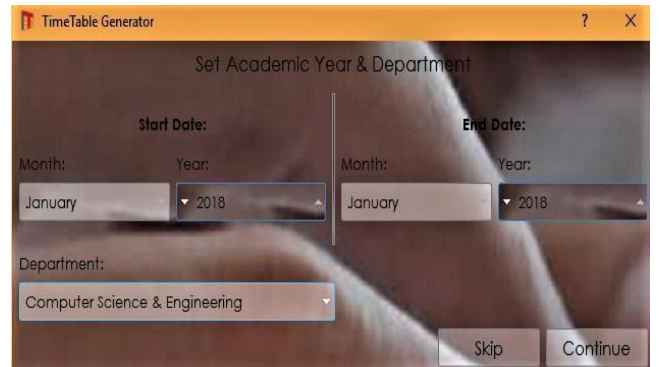 TimeTable Generator ? X
Set Academic Year & Department
Start Date: End Date:
Month: Year: Month: Year:
January 2018 January 2018
Department:
Computer Science & Engineering
Skip Continue